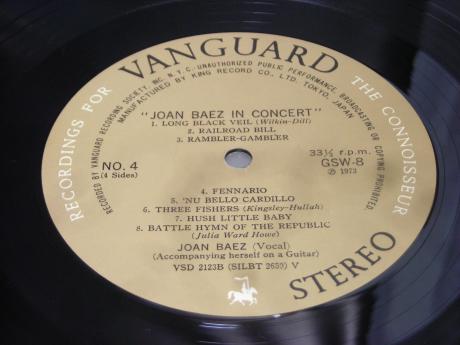 RECORDINGS FOR VANGUARD THE CONNOISSEUR
RECORDED BY VANGUARD RECORDING SOCIETY, INC. N.Y.C. UNAUTHORIZED PUBLIC PERFORMANCE, BROADCASTING OR COPYING PROHIBITED.
MANUFACTURED BY KING RECORD CO., LTD. TOKYO, JAPAN
"JOAN BAEZ IN CONCERT"
1. LONG BLACK VEIL (Wilkin-Dill)
2. RAILROAD BILL
3. RAMBLER-GAMBLER
NO. 4
(4 Sides)
33⅓ r.p.m.
GSW-8
Ⓟ 1973
4. FENNARIO
5. 'NU BELLO CARDILLO
6. THREE FISHERS (Kingsley-Hullah)
7. HUSH LITTLE BABY
8. BATTLE HYMN OF THE REPUBLIC
(Julia Ward Howe)
JOAN BAEZ (Vocal)
(Accompanying herself on a Guitar)
VSD 2123B (SILBT 2659) V
STEREO